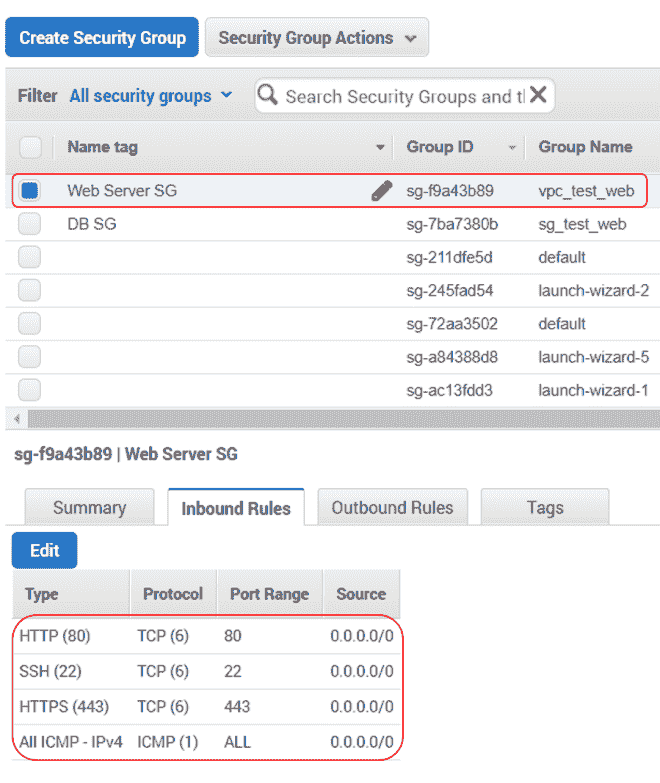 Create Security Group Security Group Actions
Filter All security groups Search Security Groups and tl
Name tag Group ID Group Name
Web Server SG sg-f9a43b89 vpc_test_web
DB SG sg-7ba7380b sg_test_web
sg-211dfe5d default
sg-245fad54 launch-wizard-2
sg-72aa3502 default
sg-a84388d8 launch-wizard-5
sg-ac13fdd3 launch-wizard-1
sg-f9a43b89 | Web Server SG
Summary Inbound Rules Outbound Rules Tags
Edit
Type Protocol Port Range Source
HTTP (80) TCP (6) 80 0.0.0.0/0
SSH (22) TCP (6) 22 0.0.0.0/0
HTTPS (443) TCP (6) 443 0.0.0.0/0
All ICMP - IPv4 ICMP (1) ALL 0.0.0.0/0